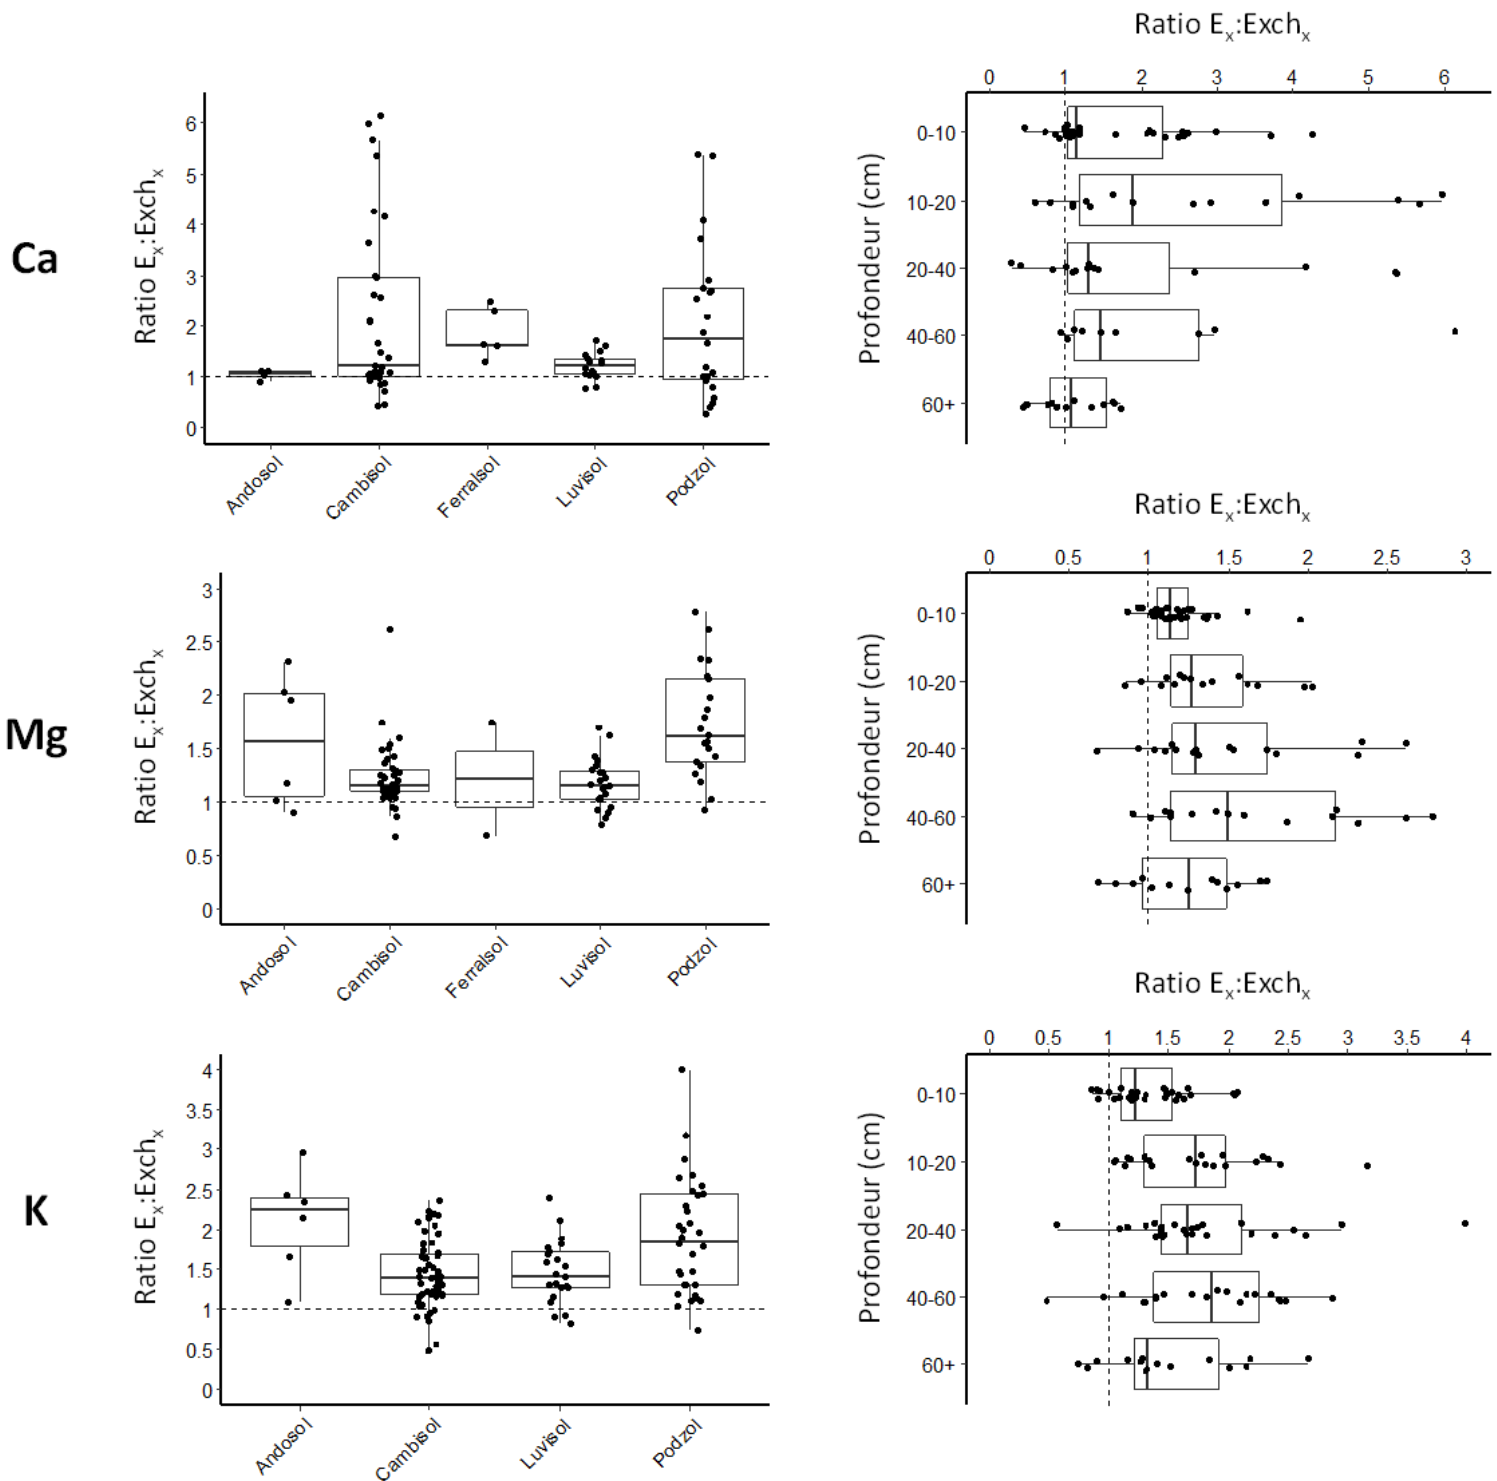 Ca
Ratio Ex:Exchx
6
5
4
3
2
1
0
Andosol
Cambisol
Ferralsol
Luvisol
Podzol
Ratio Ex:Exchx
0 1 2 3 4 5 6
Profondeur (cm)
0-10
10-20
20-40
40-60
60+
Mg
Ratio Ex:Exchx
3
2.5
2
1.5
1
0.5
0
Andosol
Cambisol
Ferralsol
Luvisol
Podzol
Ratio Ex:Exchx
0 0.5 1 1.5 2 2.5 3
Profondeur (cm)
0-10
10-20
20-40
40-60
60+
K
Ratio Ex:Exchx
4
3.5
3
2.5
2
1.5
1
0.5
0
Andosol
Cambisol
Luvisol
Podzol
Ratio Ex:Exchx
0 0.5 1 1.5 2 2.5 3 3.5 4
Profondeur (cm)
0-10
10-20
20-40
40-60
60+